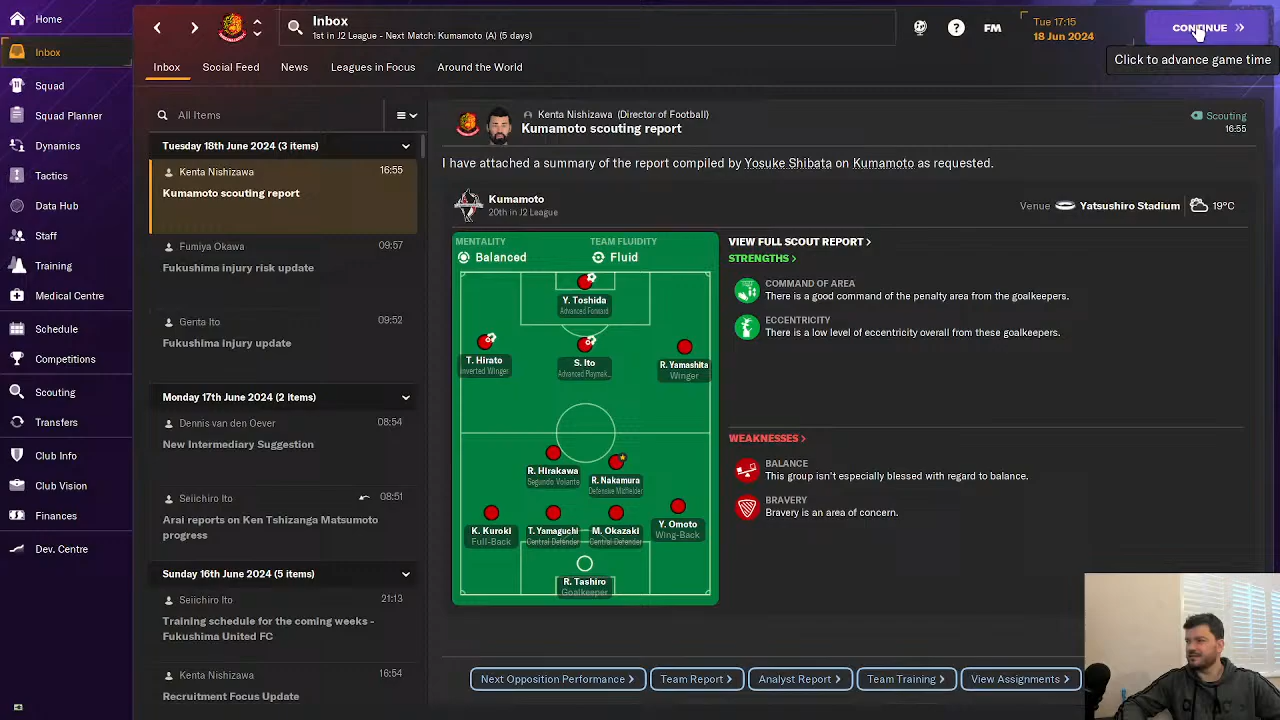 Home
Inbox
Squad
Squad Planner
Dynamics
Tactics
Data Hub
Staff
Training
Medical Centre
Schedule
Competitions
Scouting
Transfers
Club Info
Club Vision
Finances
Dev. Centre
Inbox
1st in J2 League - Next Match: Kumamoto (A) (5 days)
FM
Tue 17:15
18 Jun 2024
CONTINUE
Click to advance game time
Inbox
Social Feed
News
Leagues in Focus
Around the World
All Items
Tuesday 18th June 2024 (3 items)
Kenta Nishizawa 16:55
Kumamoto scouting report
Fumiya Okawa 09:57
Fukushima injury risk update
Genta Ito 09:52
Fukushima injury update
Monday 17th June 2024 (2 items)
Dennis van den Oever 08:54
New Intermediary Suggestion
Seiichiro Ito 08:51
Arai reports on Ken Tshizanga Matsumoto
progress
Sunday 16th June 2024 (5 items)
Seiichiro Ito 21:13
Training schedule for the coming weeks -
Fukushima United FC
Kenta Nishizawa 16:54
Recruitment Focus Update
Kenta Nishizawa (Director of Football)
Kumamoto scouting report
Scouting
16:55
I have attached a summary of the report compiled by Yosuke Shibata on Kumamoto as requested.
Kumamoto
20th in J2 League
Venue Yatsushiro Stadium 19°C
MENTALITY
Balanced
TEAM FLUIDITY
Fluid
Y. Toshida
Advanced Forward
T. Hirato
Inverted Winger
S. Ito
Advanced Playmak...
R. Yamashita
Winger
R. Hirakawa
Segundo Volante
R. Nakamura
Defensive Midfielder
K. Kuroki
Full-Back
T. Yamaguchi
Central Defender
M. Okazaki
Central Defender
Y. Omoto
Wing-Back
R. Tashiro
Goalkeeper
VIEW FULL SCOUT REPORT >
STRENGTHS >
COMMAND OF AREA
There is a good command of the penalty area from the goalkeepers.
ECCENTRICITY
There is a low level of eccentricity overall from these goalkeepers.
WEAKNESSES >
BALANCE
This group isn't especially blessed with regard to balance.
BRAVERY
Bravery is an area of concern.
Next Opposition Performance >
Team Report >
Analyst Report >
Team Training >
View Assignments >